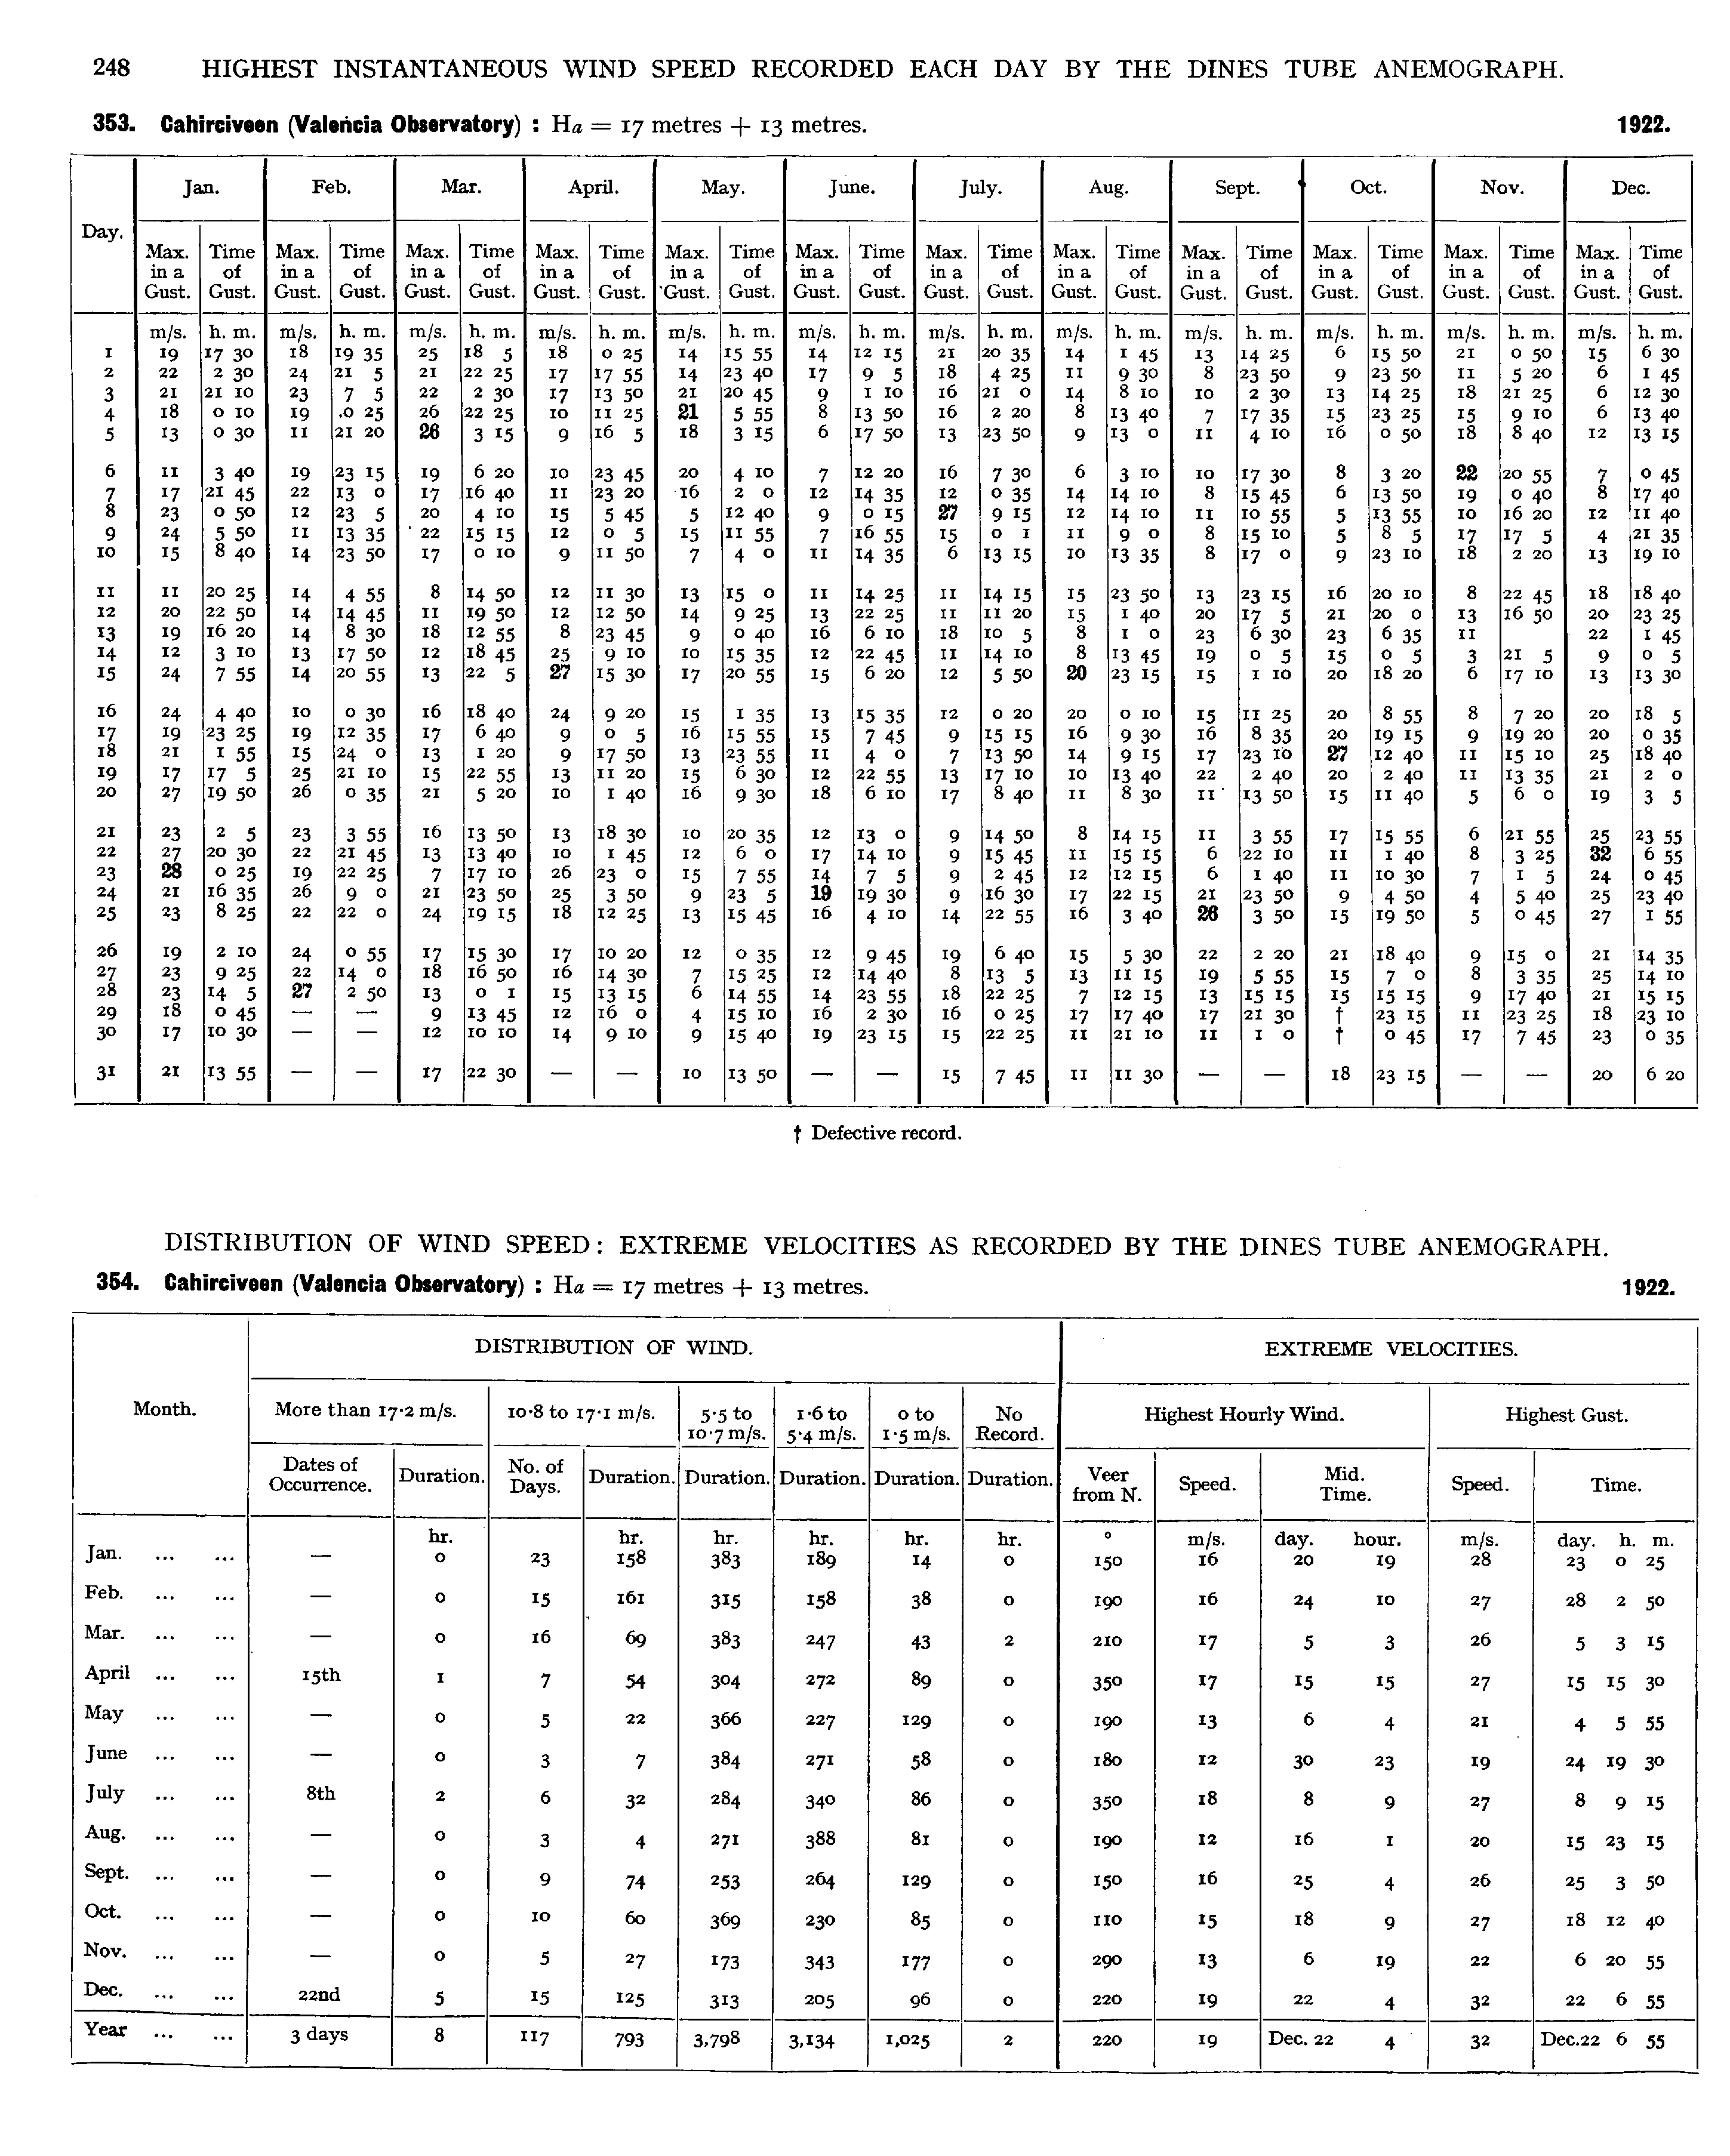 248 HIGHEST INSTANTANEOUS WIND SPEED RECORDED EACH DAY BY THE DINES TUBE ANEMOGRAPH.
353. Cahirciveen (Valencia Observatory) : Ha = 17 metres + 13 metres. 1922.
Day. Jan. Feb. Mar. April. May. June. July. Aug. Sept. Oct. Nov. Dec.
Max. Time Max. Time Max. Time Max. Time Max. Time Max. Time Max. Time Max. Time Max. Time Max. Time Max. Time Max. Time
in a of in a of in a of in a of in a of in a of in a of in a of in a of in a of in a of in a of
Gust. Gust. Gust. Gust. Gust. Gust. Gust. Gust. Gust. Gust. Gust. Gust. Gust. Gust. Gust. Gust. Gust. Gust. Gust. Gust. Gust. Gust. Gust. Gust.
m/s. h. m. m/s. h. m. m/s. h. m. m/s. h. m. m/s. h. m. m/s. h. m. m/s. h. m. m/s. h. m. m/s. h. m. m/s. h. m. m/s. h. m. m/s. h. m.
1 19 17 30 18 19 35 25 18 5 18 0 25 14 15 55 14 12 15 21 20 35 14 1 45 13 14 25 6 15 50 21 0 50 15 6 30
2 22 2 30 24 21 5 21 22 25 17 17 55 14 23 40 17 9 5 18 4 25 11 9 30 8 23 50 9 23 50 11 5 20 6 1 45
3 21 21 10 23 7 5 22 2 30 17 13 50 21 20 45 9 1 10 16 21 0 14 8 10 10 2 30 13 14 25 18 21 25 6 12 30
4 18 0 10 19 .0 25 26 22 25 10 11 25 21 5 55 8 13 50 16 2 20 8 13 40 7 17 35 15 23 25 15 9 10 6 13 40
5 13 0 30 11 21 20 26 3 15 9 16 5 18 3 15 6 17 50 13 23 50 9 13 0 11 4 10 16 0 50 18 8 40 12 13 15
6 11 3 40 19 23 15 19 6 20 10 23 45 20 4 10 7 12 20 16 7 30 6 3 10 10 17 30 8 3 20 22 20 55 7 0 45
7 17 21 45 22 13 0 17 16 40 11 23 20 16 2 0 12 14 35 12 0 35 14 14 10 8 15 45 6 13 50 19 0 40 8 17 40
8 23 0 50 12 23 5 20 4 10 15 5 45 5 12 40 9 0 15 27 9 15 12 14 10 11 10 55 5 13 55 10 16 20 12 11 40
9 24 5 50 11 13 35 22 15 15 12 0 5 15 11 55 7 16 55 15 0 1 11 9 0 8 15 10 5 8 5 17 17 5 4 21 35
10 15 8 40 14 23 50 17 0 10 9 11 50 7 4 0 11 14 35 6 13 15 10 13 35 8 17 0 9 23 10 18 2 20 13 19 10
11 11 20 25 14 4 55 8 14 50 12 11 30 13 15 0 11 14 25 11 14 15 15 23 50 13 23 15 16 20 10 8 22 45 18 18 40
12 20 22 50 14 14 45 11 19 50 12 12 50 14 9 25 13 22 25 11 11 20 15 1 40 20 17 5 21 20 0 13 16 50 20 23 25
13 19 16 20 14 8 30 18 12 55 8 23 45 9 0 40 16 6 10 18 10 5 8 1 0 23 6 30 23 6 35 11 22 1 45
14 12 3 10 13 17 50 12 18 45 25 9 10 10 15 35 12 22 45 11 14 10 8 13 45 19 0 5 15 0 5 3 21 5 9 0 5
15 24 7 55 14 20 55 13 22 5 27 15 30 17 20 55 15 6 20 12 5 50 20 23 15 15 1 10 20 18 20 6 17 10 13 13 30
16 24 4 40 10 0 30 16 18 40 24 9 20 15 1 35 13 15 35 12 0 20 20 0 10 15 11 25 20 8 55 8 7 20 20 18 5
17 19 23 25 19 12 35 17 6 40 9 0 5 16 15 55 15 7 45 9 15 15 16 9 30 16 8 35 20 19 15 9 19 20 20 0 35
18 21 1 55 15 24 0 13 1 20 9 17 50 13 23 55 11 4 0 7 13 50 14 9 15 17 23 10 27 12 40 11 15 10 25 18 40
19 17 17 5 25 21 10 15 22 55 13 11 20 15 6 30 12 22 55 13 17 10 10 13 40 22 2 40 20 2 40 11 13 35 21 2 0
20 27 19 50 26 0 35 21 5 20 10 1 40 16 9 30 18 6 10 17 8 40 11 8 30 11 13 50 15 11 40 5 6 0 19 3 5
21 23 2 5 23 3 55 16 13 50 13 18 30 10 20 35 12 13 0 9 14 50 8 14 15 11 3 55 17 15 55 6 21 55 25 23 55
22 27 20 30 22 21 45 13 13 40 10 1 45 12 6 0 17 14 10 9 15 45 11 15 15 6 22 10 11 1 40 8 3 25 32 6 55
23 28 0 25 19 22 25 7 17 10 26 23 0 15 7 55 14 7 5 9 2 45 12 12 15 6 1 40 11 10 30 7 1 5 24 0 45
24 21 16 35 26 9 0 21 23 50 25 3 50 9 23 5 19 19 30 9 16 30 17 22 15 21 23 50 9 4 50 4 5 40 25 23 40
25 23 8 25 22 22 0 24 19 15 18 12 25 13 15 45 16 4 10 14 22 55 16 3 40 26 3 50 15 19 50 5 0 45 27 1 55
26 19 2 10 24 0 55 17 15 30 17 10 20 12 0 35 12 9 45 19 6 40 15 5 30 22 2 20 21 18 40 9 15 0 21 14 35
27 23 9 25 22 14 0 18 16 50 16 14 30 7 15 25 12 14 40 8 13 5 13 11 15 19 5 55 15 7 0 8 3 35 25 14 10
28 23 14 5 27 2 50 13 0 1 15 13 15 6 14 55 14 23 55 18 22 25 7 12 15 13 15 15 15 15 15 9 17 40 21 15 15
29 18 0 45 — — 9 13 45 12 16 0 4 15 10 16 2 30 16 0 25 17 17 40 17 21 30 † 23 15 11 23 25 18 23 10
30 17 10 30 — — 12 10 10 14 9 10 9 15 40 19 23 15 15 22 25 11 21 10 11 1 0 † 0 45 17 7 45 23 0 35
31 21 13 55 — — 17 22 30 — — 10 13 50 — — 15 7 45 11 11 30 — — 18 23 15 — — 20 6 20
† Defective record.
DISTRIBUTION OF WIND SPEED: EXTREME VELOCITIES AS RECORDED BY THE DINES TUBE ANEMOGRAPH.
354. Cahirciveen (Valencia Observatory) : Ha = 17 metres + 13 metres. 1922.
DISTRIBUTION OF WIND. EXTREME VELOCITIES.
Month. More than 17·2 m/s. 10·8 to 17·1 m/s. 5·5 to 10·7 m/s. 1·6 to 5·4 m/s. 0 to 1·5 m/s. No Record. Highest Hourly Wind. Highest Gust.
Dates of Occurrence. Duration. No. of Days. Duration. Duration. Duration. Duration. Duration. Veer from N. Speed. Mid. Time. Speed. Time.
hr. hr. hr. hr. hr. hr. ° m/s. day. hour. m/s. day. h. m.
Jan. ... ... — 0 23 158 383 189 14 0 150 16 20 19 28 23 0 25
Feb. ... ... — 0 15 161 315 158 38 0 190 16 24 10 27 28 2 50
Mar. ... ... — 0 16 69 383 247 43 2 210 17 5 3 26 5 3 15
April ... ... 15th 1 7 54 304 272 89 0 350 17 15 15 27 15 15 30
May ... ... — 0 5 22 366 227 129 0 190 13 6 4 21 4 5 55
June ... ... — 0 3 7 384 271 58 0 180 12 30 23 19 24 19 30
July ... ... 8th 2 6 32 284 340 86 0 350 18 8 9 27 8 9 15
Aug. ... ... — 0 3 4 271 388 81 0 190 12 16 1 20 15 23 15
Sept. ... ... — 0 9 74 253 264 129 0 150 16 25 4 26 25 3 50
Oct. ... ... — 0 10 60 369 230 85 0 110 15 18 9 27 18 12 40
Nov. ... ... — 0 5 27 173 343 177 0 290 13 6 19 22 6 20 55
Dec. ... ... 22nd 5 15 125 313 205 96 0 220 19 22 4 32 22 6 55
Year ... ... 3 days 8 117 793 3,798 3,134 1,025 2 220 19 Dec. 22 4 32 Dec.22 6 55